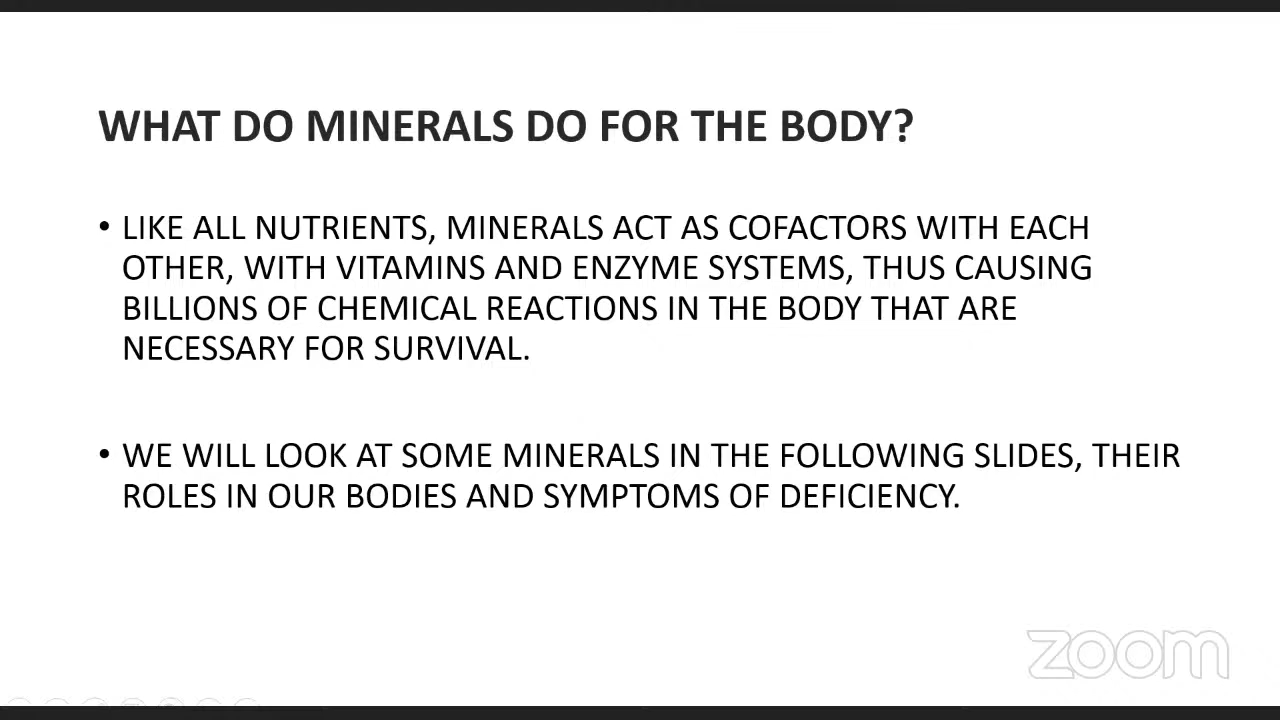 WHAT DO MINERALS DO FOR THE BODY?
• LIKE ALL NUTRIENTS, MINERALS ACT AS COFACTORS WITH EACH
OTHER, WITH VITAMINS AND ENZYME SYSTEMS, THUS CAUSING
BILLIONS OF CHEMICAL REACTIONS IN THE BODY THAT ARE
NECESSARY FOR SURVIVAL.
• WE WILL LOOK AT SOME MINERALS IN THE FOLLOWING SLIDES, THEIR
ROLES IN OUR BODIES AND SYMPTOMS OF DEFICIENCY.
zoom